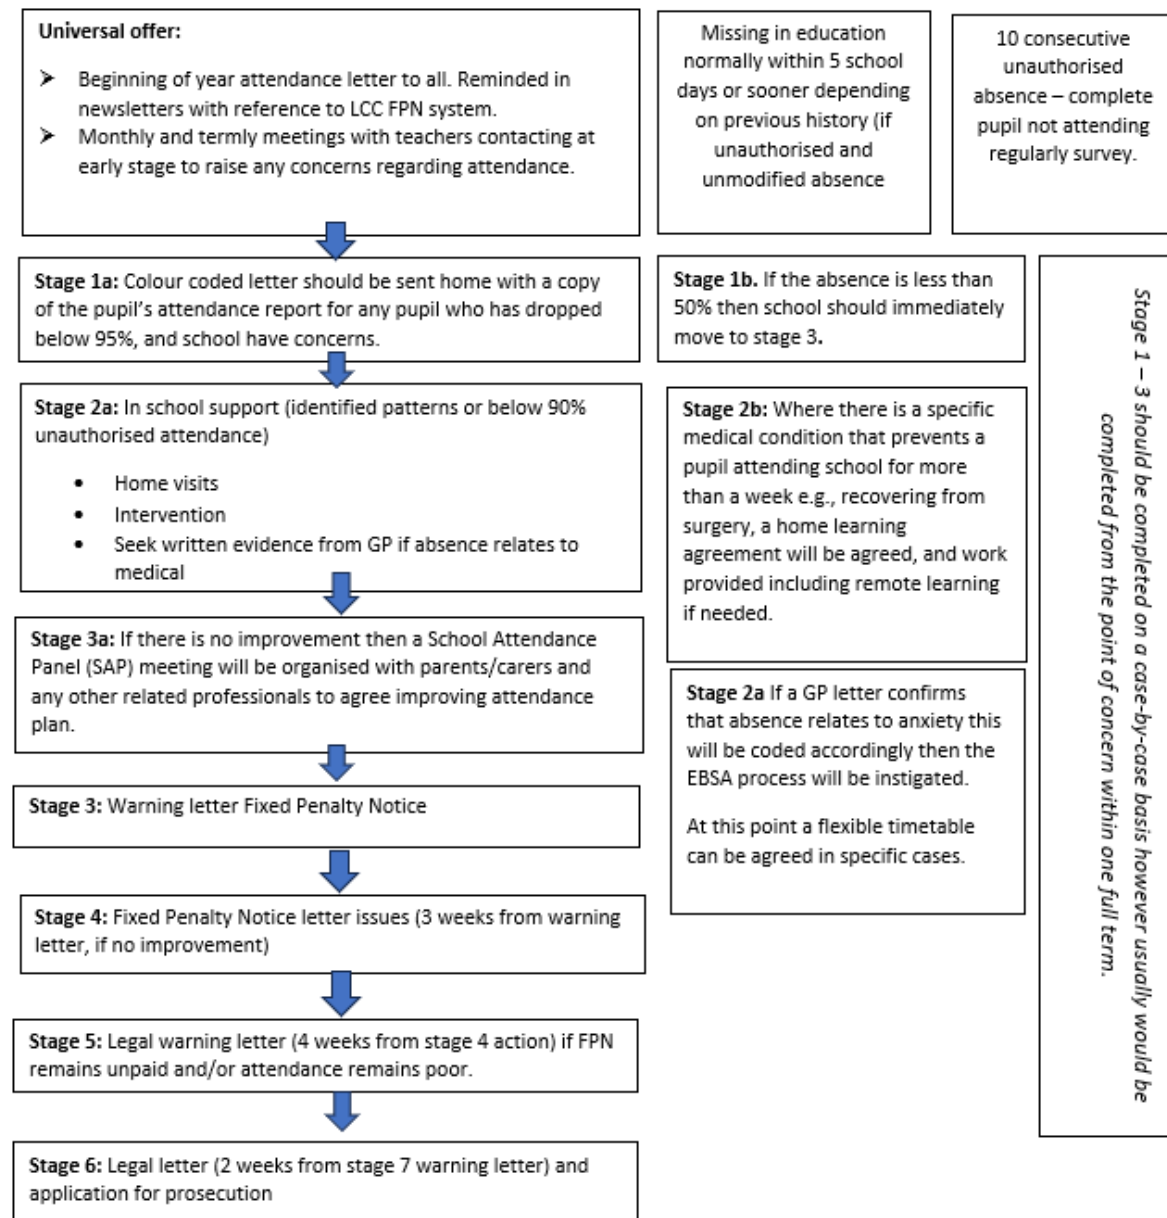 Universal offer:
➤ Beginning of year attendance letter to all. Reminded in
newsletters with reference to LCC FPN system.
➤ Monthly and termly meetings with teachers contacting at
early stage to raise any concerns regarding attendance.
Missing in education
normally within 5 school
days or sooner depending
on previous history (if
unauthorised and
unmodified absence
10 consecutive
unauthorised
absence – complete
pupil not attending
regularly survey.
Stage 1a: Colour coded letter should be sent home with a copy
of the pupil's attendance report for any pupil who has dropped
below 95%, and school have concerns.
Stage 1b. If the absence is less than
50% then school should immediately
move to stage 3.
Stage 2a: In school support (identified patterns or below 90%
unauthorised attendance)
• Home visits
• Intervention
• Seek written evidence from GP if absence relates to
medical
Stage 2b: Where there is a specific
medical condition that prevents a
pupil attending school for more
than a week e.g., recovering from
surgery, a home learning
agreement will be agreed, and work
provided including remote learning
if needed.
Stage 3a: If there is no improvement then a School Attendance
Panel (SAP) meeting will be organised with parents/carers and
any other related professionals to agree improving attendance
plan.
Stage 2a If a GP letter confirms
that absence relates to anxiety this
will be coded accordingly then the
EBSA process will be instigated.
At this point a flexible timetable
can be agreed in specific cases.
Stage 3: Warning letter Fixed Penalty Notice
Stage 4: Fixed Penalty Notice letter issues (3 weeks from warning
letter, if no improvement)
Stage 5: Legal warning letter (4 weeks from stage 4 action) if FPN
remains unpaid and/or attendance remains poor.
Stage 6: Legal letter (2 weeks from stage 7 warning letter) and
application for prosecution
Stage 1 – 3 should be completed on a case-by-case basis however usually would be
completed from the point of concern within one full term.